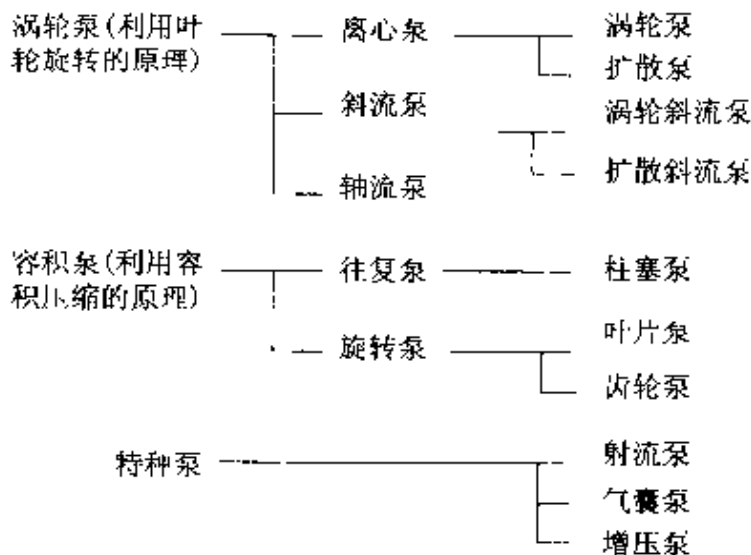 涡轮泵(利用叶
轮旋转的原理)
离心泵
涡轮泵
扩散泵
斜流泵
涡轮斜流泵
扩散斜流泵
轴流泵
容积泵(利用容
积压缩的原理)
往复泵
柱塞泵
旋转泵
叶片泵
齿轮泵
特种泵
射流泵
气囊泵
增压泵